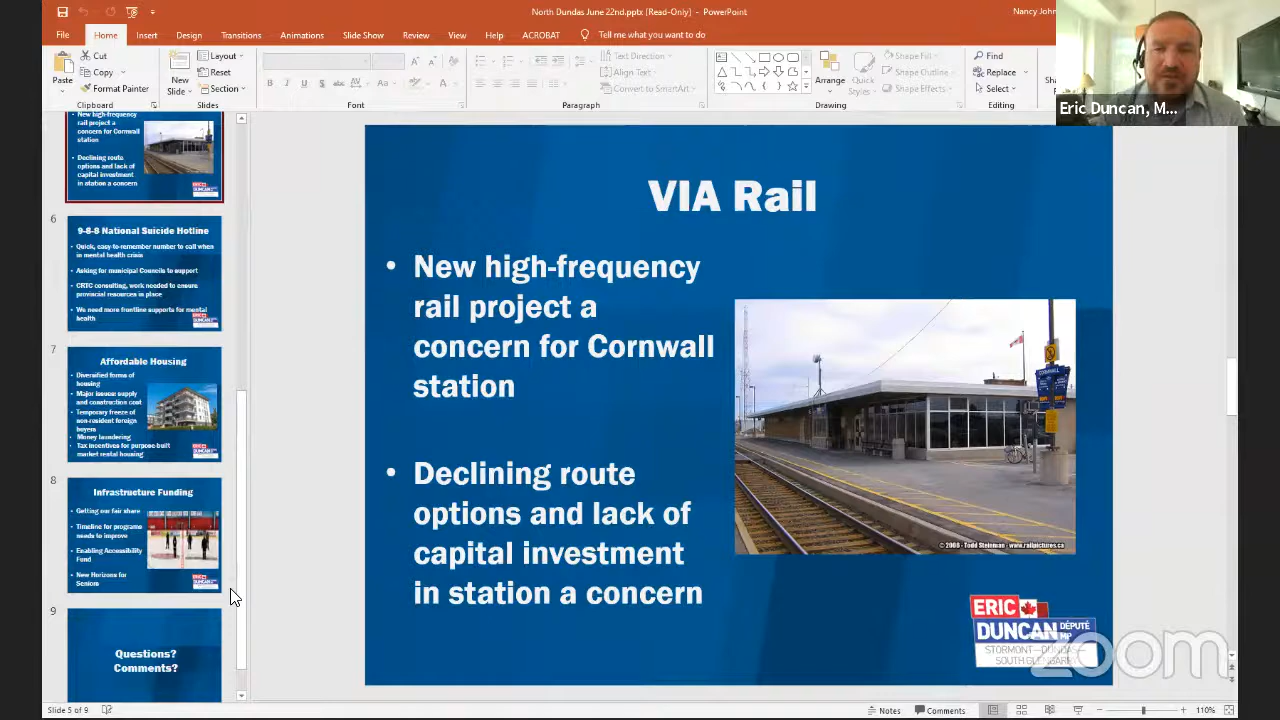 North Dundas June 22nd.pptx [Read-Only] - PowerPoint
Nancy John
File Home Insert Design Transitions Animations Slide Show Review View Help ACROBAT Tell me what you want to do
Paste
Cut
Copy
Format Painter
Clipboard
New
Slide
Layout
Reset
Section
Slides
Font
Text Direction
Align Text
Convert to SmartArt
Paragraph
Arrange
Quick
Styles
Shape Fill
Shape Outline
Shape Effects
Drawing
Find
Replace
Select
Editing
Sha
Eric Duncan, M...
New high-frequency
rail project a
concern for Cornwall
station
Declining route
options and lack of
capital investment
in station a concern
6
9-8-8 National Suicide Hotline
• Quick, easy-to-remember number to call when
in mental health crisis
• Asking for municipal Councils to support
• CRTC consulting, work needed to ensure
provincial resources in place
• We need more frontline supports for mental
health
7
Affordable Housing
• Diversified forms of
housing
• Major issues: supply
and construction cost
• Temporary freeze of
non-resident foreign
buyers
• Money laundering
• Tax incentives for purpose-built
market rental housing
8
Infrastructure Funding
• Getting our fair share
• Timeline for programs
needs to improve
• Enabling Accessibility
Fund
• New Horizons for
Seniors
9
Questions?
Comments?
VIA Rail
• New high-frequency
rail project a
concern for Cornwall
station
• Declining route
options and lack of
capital investment
in station a concern
CORNWALL
© 2008 - Todd Steinman - www.railpictures.ca
ERIC
DUNCAN DÉPUTÉ
MP
STORMONT—DUNDAS—
SOUTH GLENGARRY
zoom
Slide 5 of 9
Notes Comments 110%